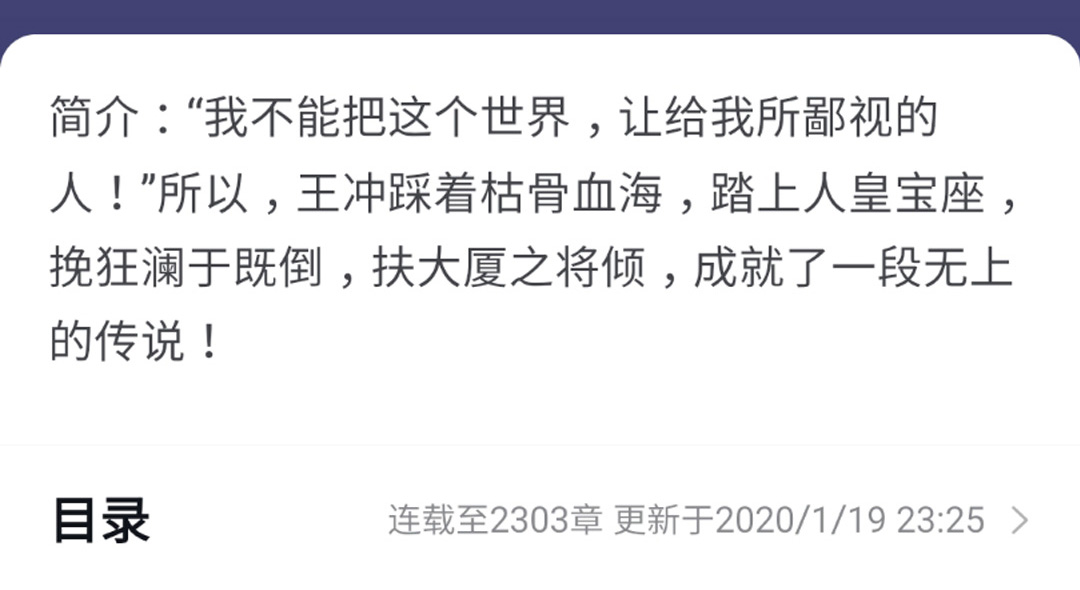 简介：“我不能把这个世界，让给我所鄙视的
人！”所以，王冲踩着枯骨血海，踏上人皇宝座，
挽狂澜于既倒，扶大厦之将倾，成就了一段无上
的传说！
目录
连载至2303章 更新于2020/1/19 23:25